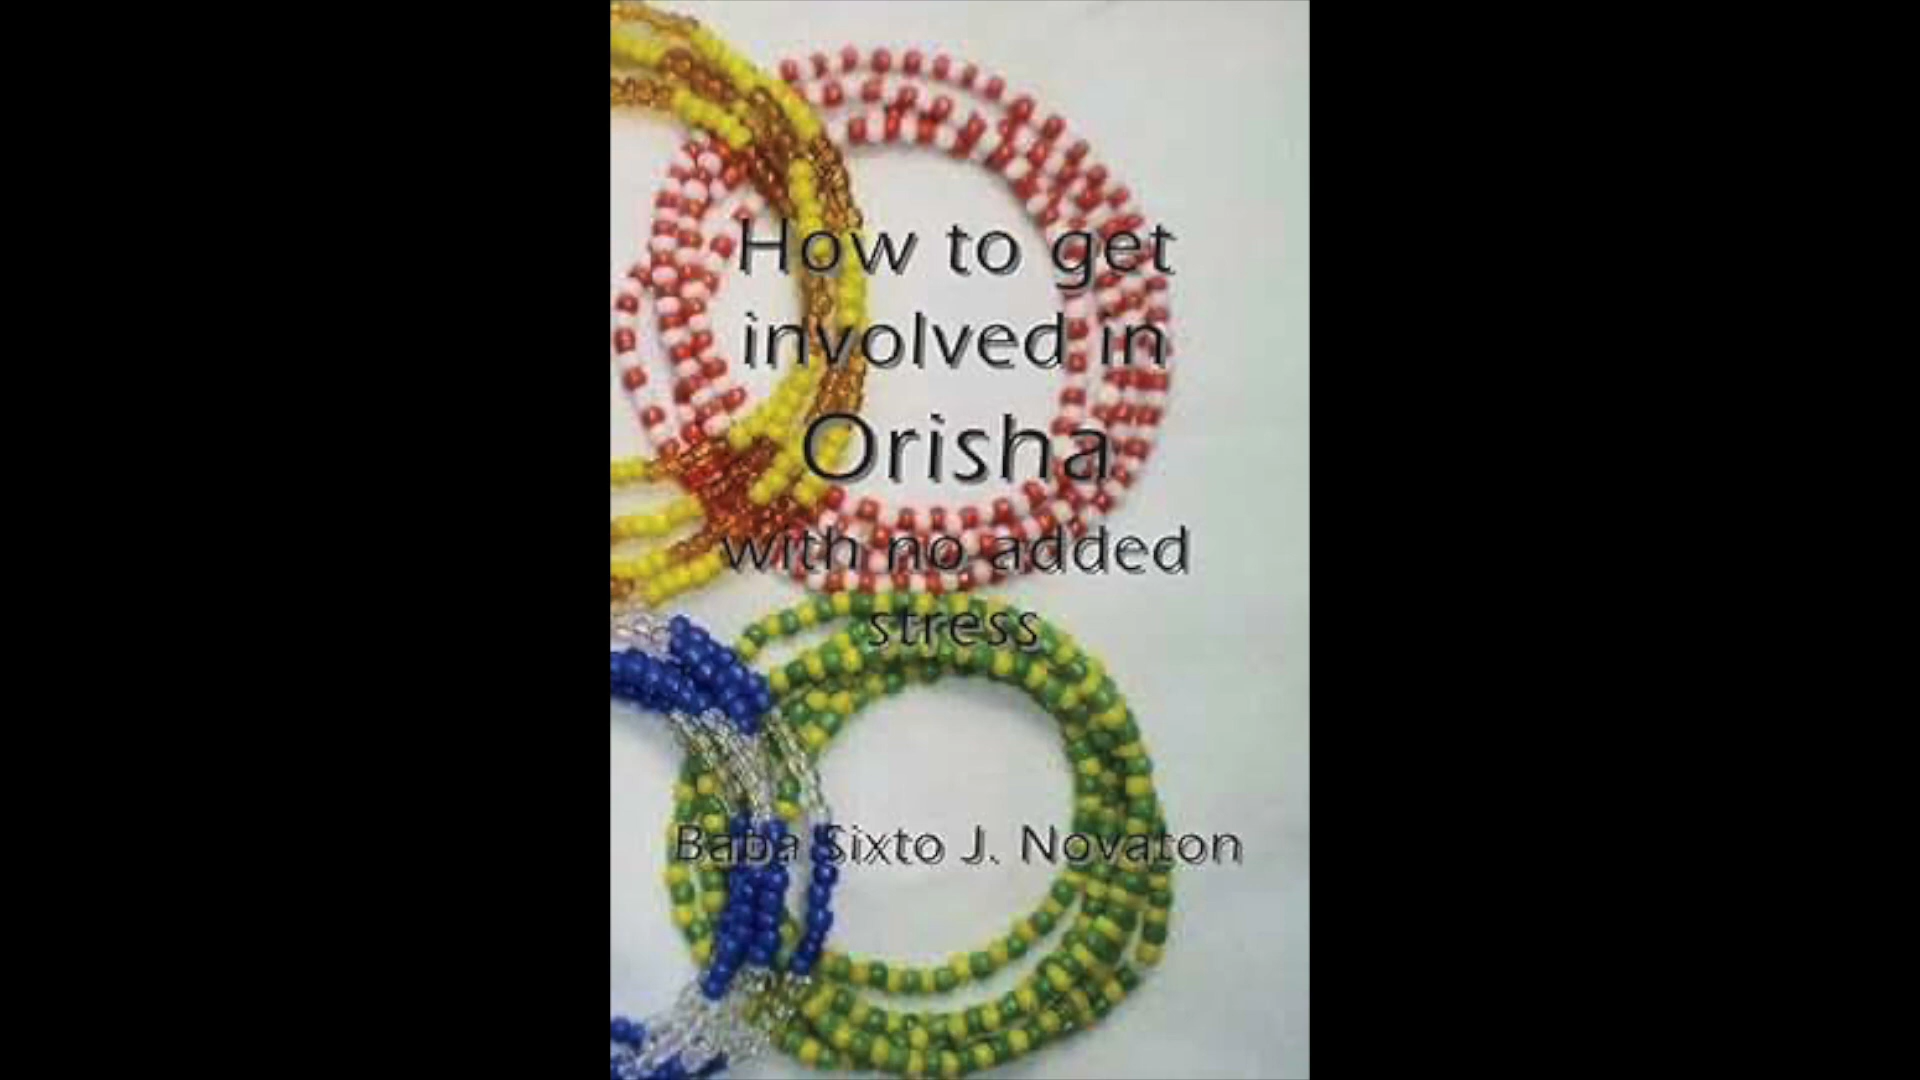 How to get
involved in
Orisha
with no added
stress
Baba Sixto J. Novaton